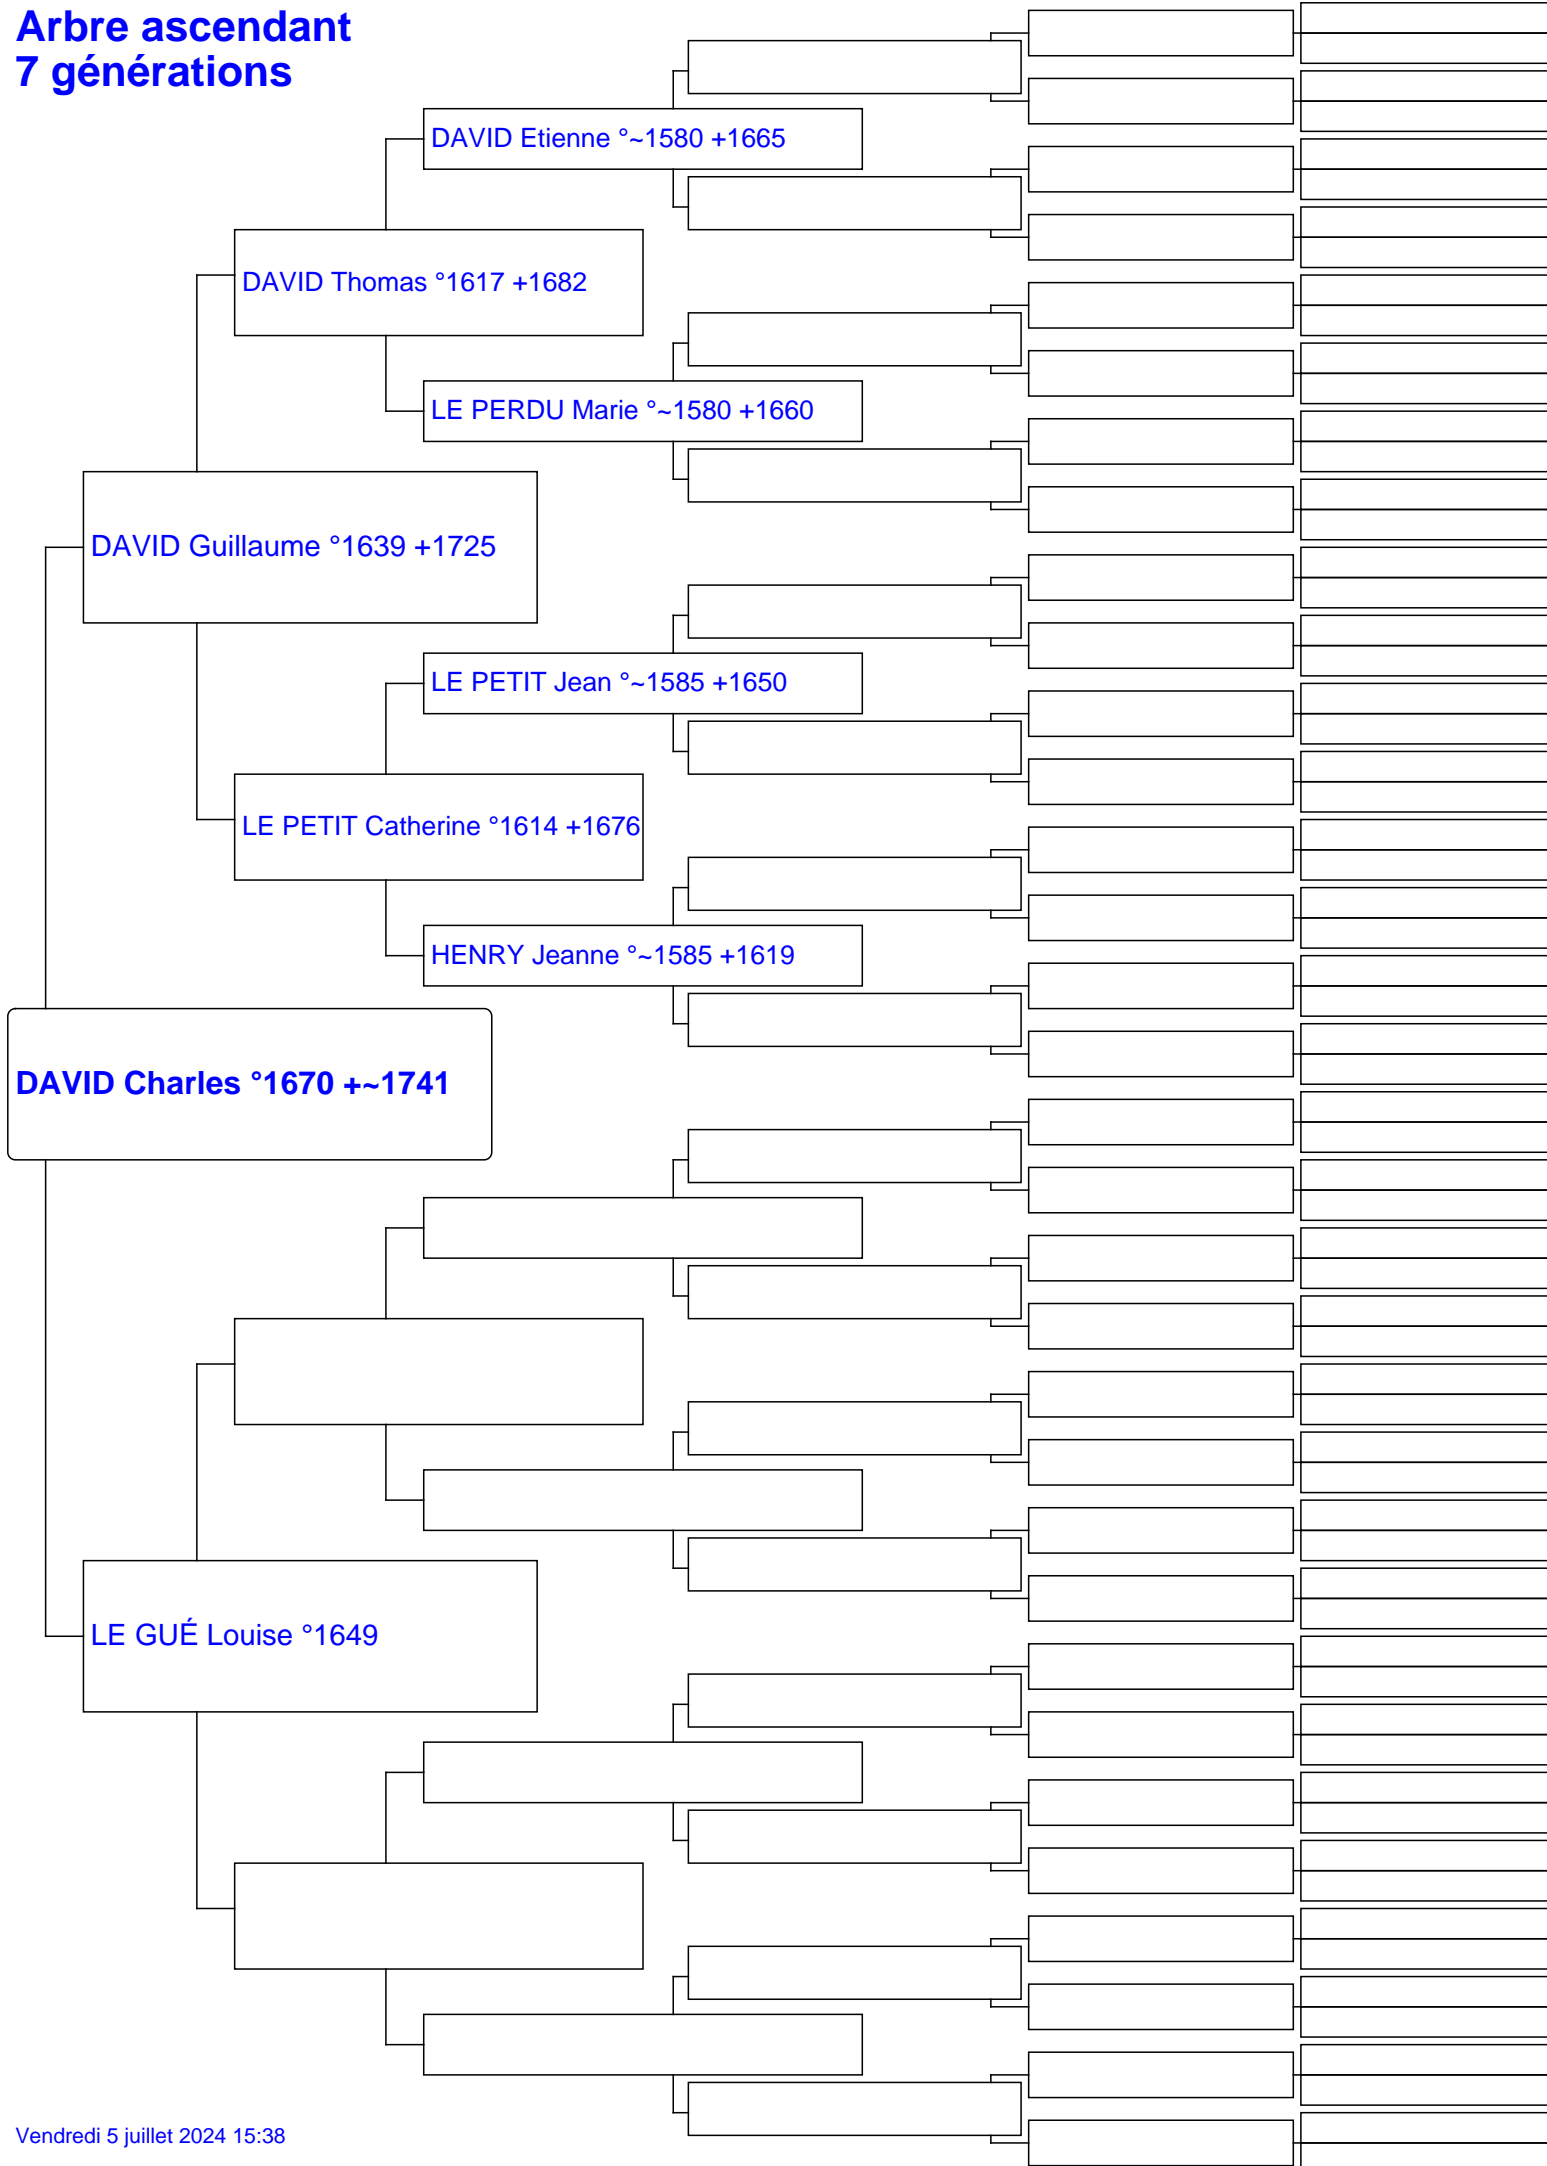 Arbre ascendant
7 générations
DAVID Etienne °~1580 +1665
DAVID Thomas °1617 +1682
LE PERDU Marie °~1580 +1660
DAVID Guillaume °1639 +1725
LE PETIT Jean °~1585 +1650
LE PETIT Catherine °1614 +1676
HENRY Jeanne °~1585 +1619
DAVID Charles °1670 +~1741
LE GUÉ Louise °1649
Vendredi 5 juillet 2024 15:38